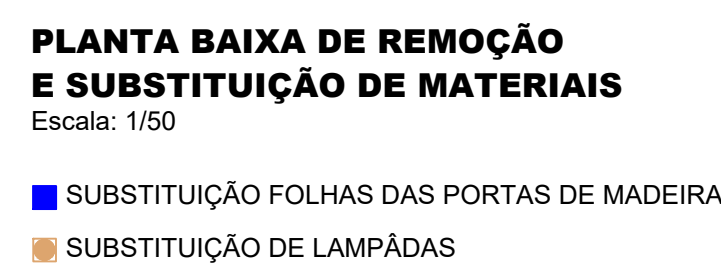 PLANTA BAIXA DE REMOÇÃO
E SUBSTITUIÇÃO DE MATERIAIS
Escala: 1/50
SUBSTITUIÇÃO FOLHAS DAS PORTAS DE MADEIRA
SUBSTITUIÇÃO DE LAMPÂDAS